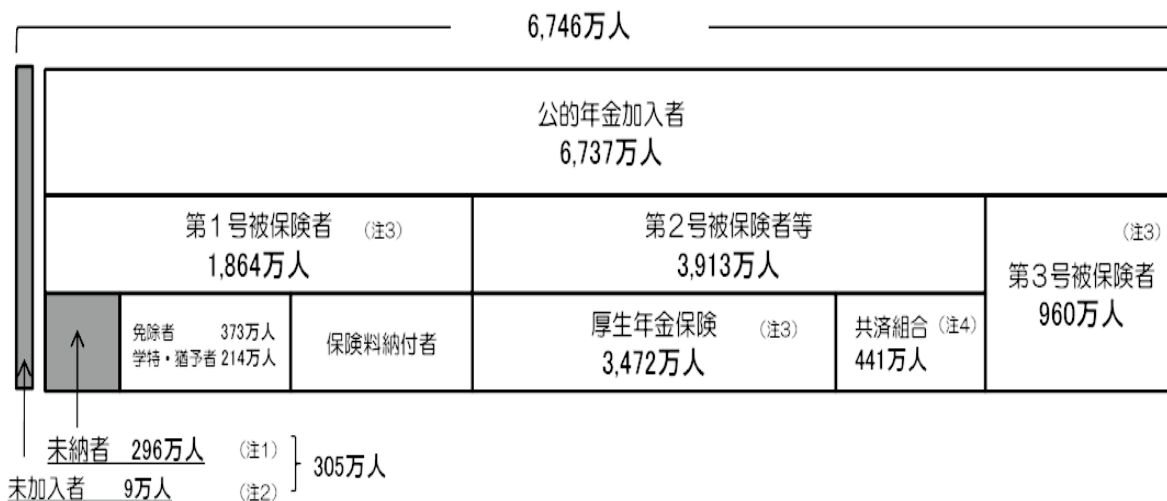 6,746万人
公的年金加入者
6,737万人
第1号被保険者 (注3)
1,864万人
第2号被保険者等
3,913万人
(注3)
第3号被保険者
960万人
免除者 373万人
学特・猶予者 214万人
保険料納付者
厚生年金保険 (注3)
3,472万人
共済組合 (注4)
441万人
未納者 296万人 (注1)
305万人
未加入者 9万人 (注2)